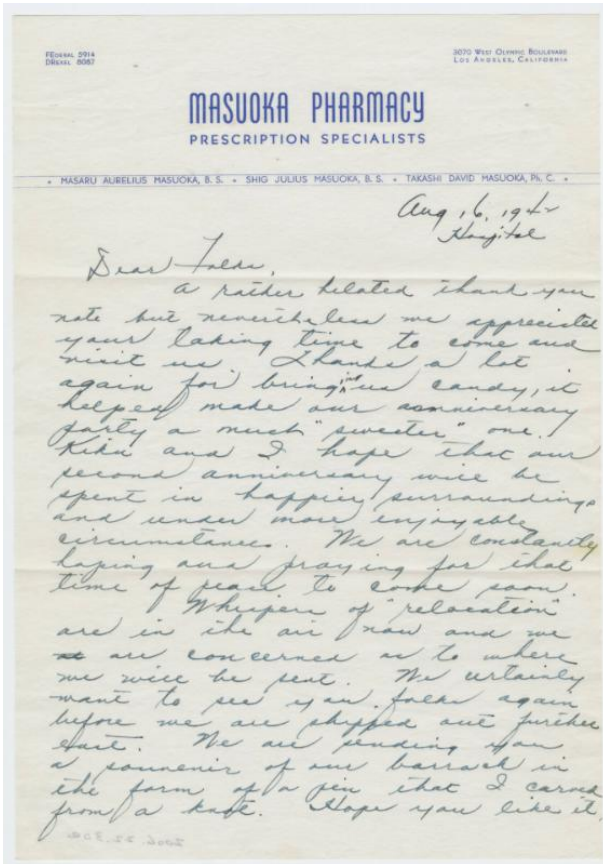 FEDERAL 5914
DREXEL 8087
3070 WEST OLYMPIC BOULEVARD
LOS ANGELES, CALIFORNIA
MASUOKA PHARMACY
PRESCRIPTION SPECIALISTS
• MASARU AURELIUS MASUOKA, B. S. • SHIG JULIUS MASUOKA, B. S. • TAKASHI DAVID MASUOKA, Ph. C. •
Aug 16, 1942
Hospital
Dear Folks,
A rather belated thank you
note but nevertheless we appreciated
your taking time to come and
visit us. Thanks a lot
again for bringing us candy, it
helped make our anniversary
party a much "sweeter" one.
Kiku and I hope that our
second anniversary will be
spent in happier surroundings
and under more enjoyable
circumstances. We are constantly
hoping and praying for that
time of peace to come soon.
Whispers of "relocation"
are in the air now and we
are concerned as to where
we will be sent. We certainly
want to see you folks again
before we are shipped out further
east. We are sending you
a souvenir of our barrack in
the form of a pin that I carved
from a knot. Hope you like it,
2006.22.30a